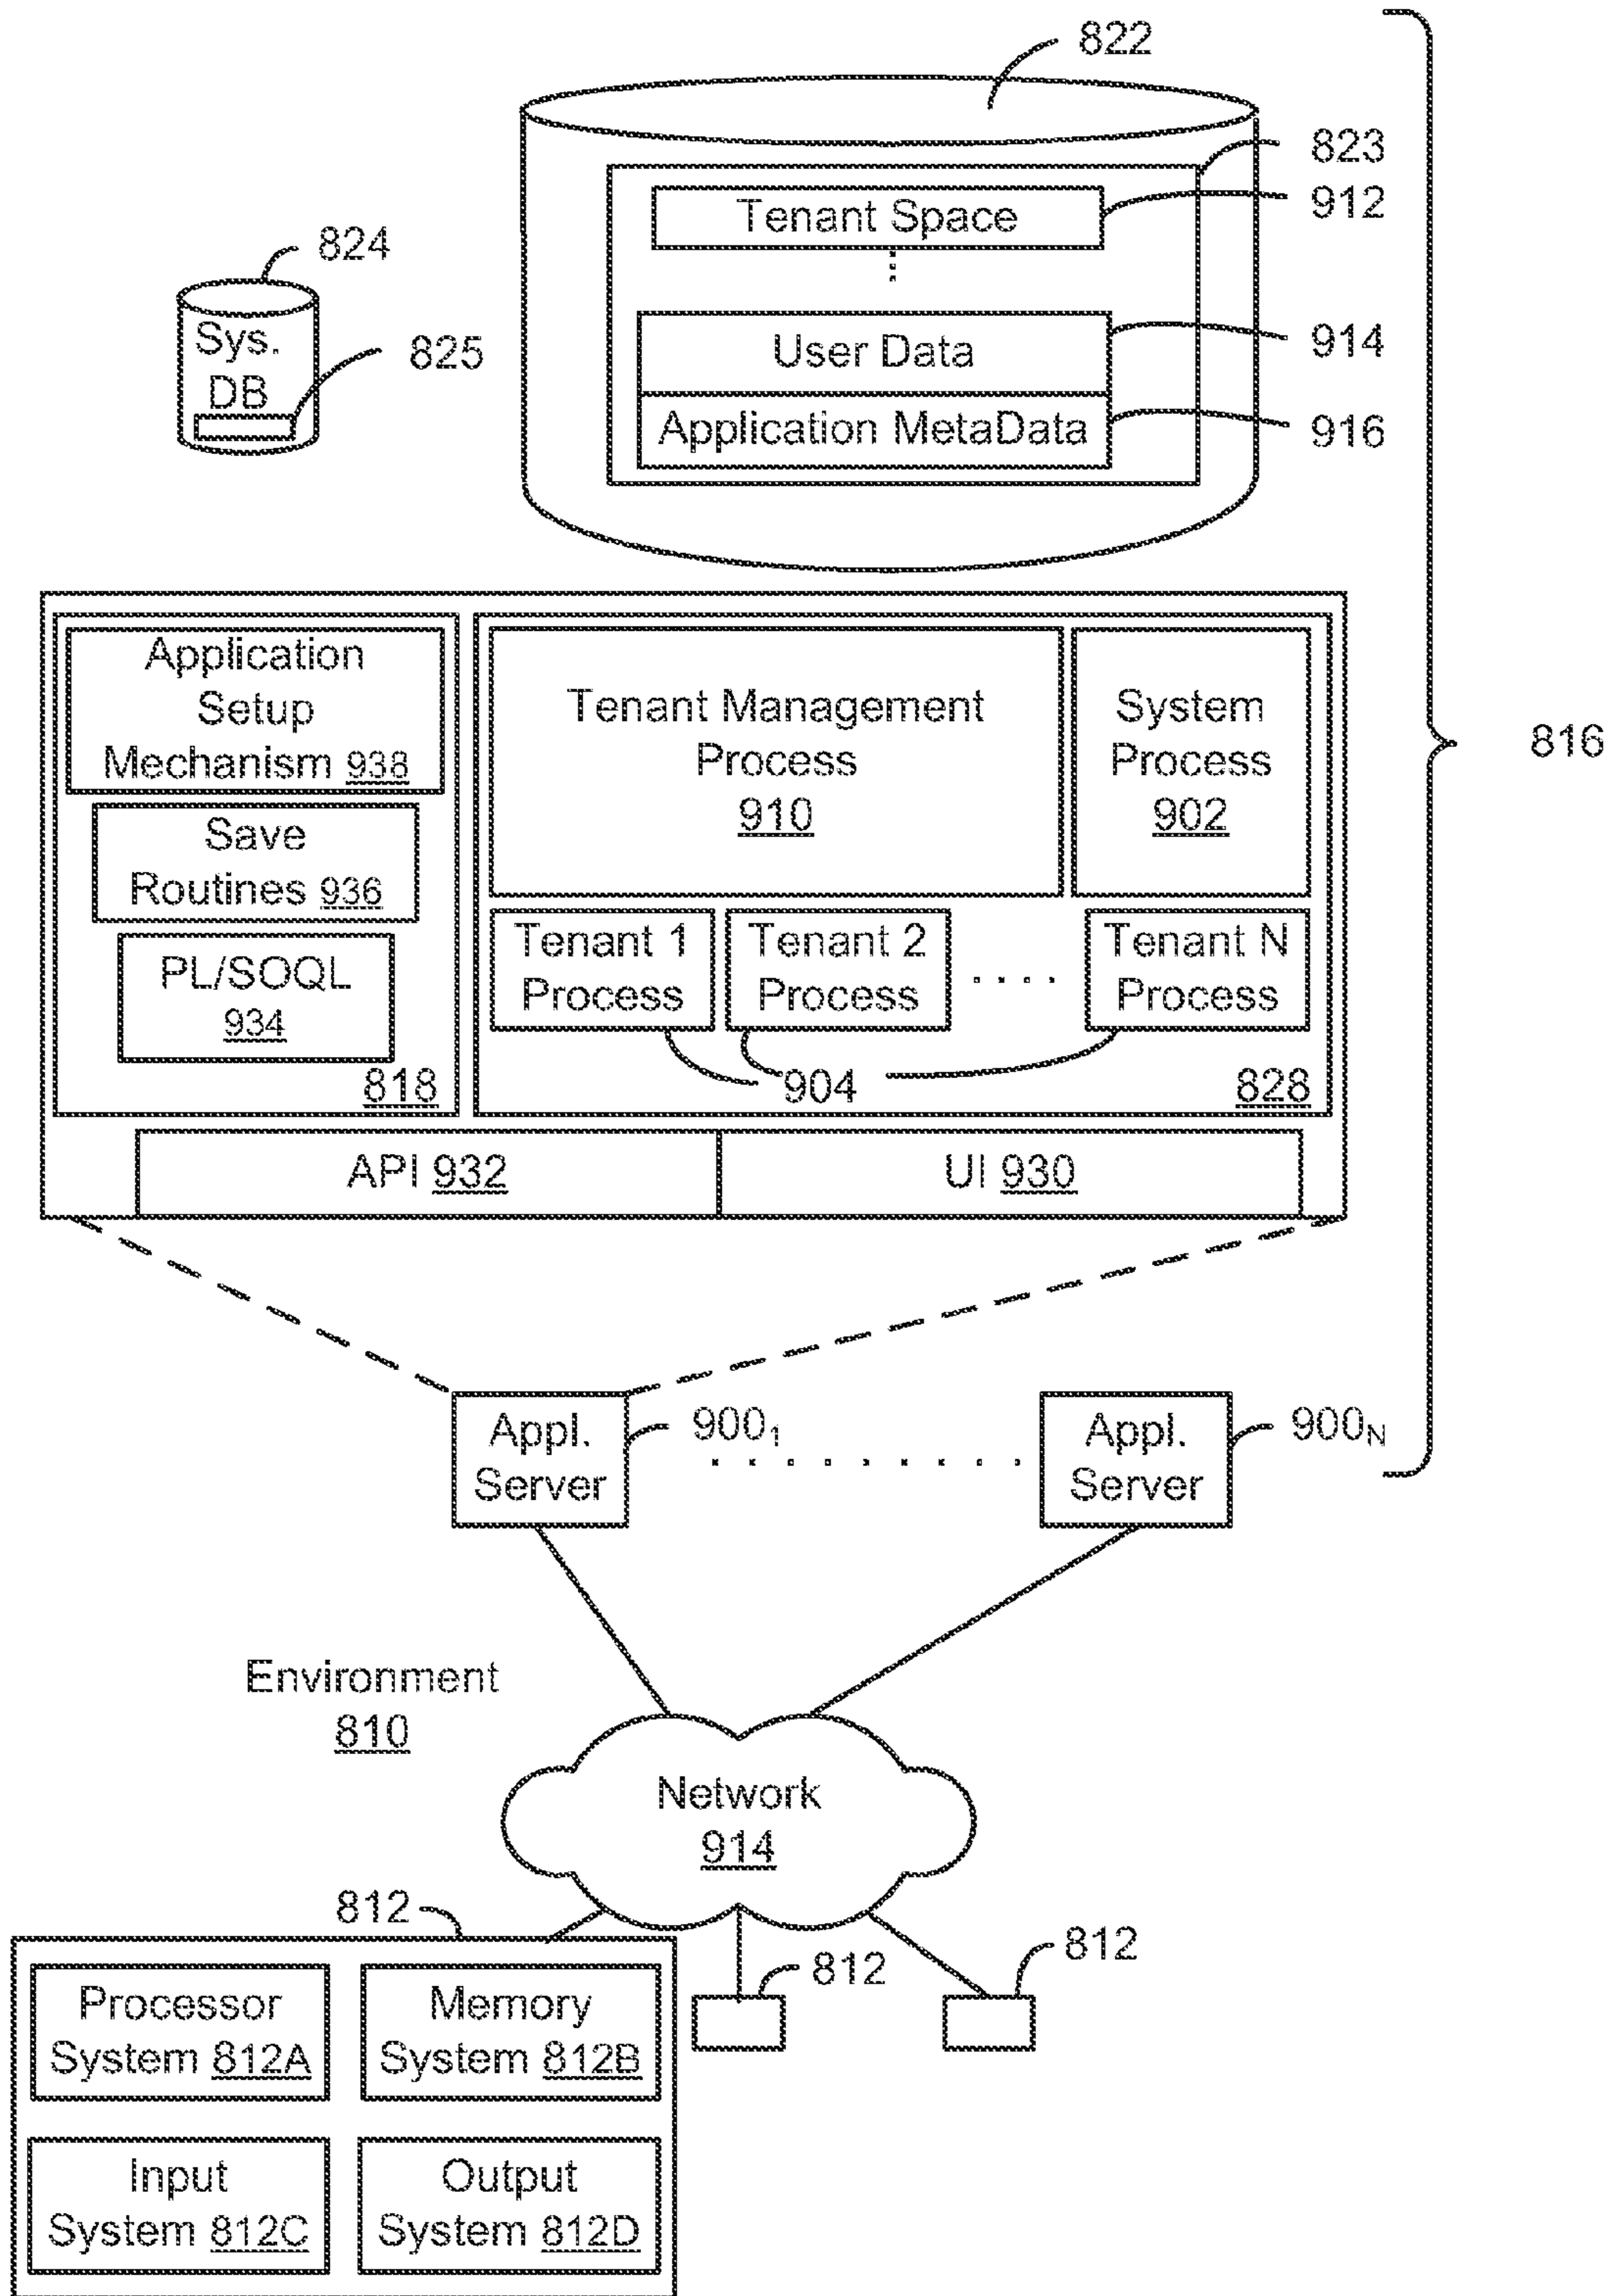 822
823
Tenant Space
912
824
Sys.
DB
825
User Data
914
Application MetaData
916
Application
Setup
Mechanism 938
Save
Routines 936
PL/SOQL
934
818
Tenant Management
Process
910
System
Process
902
Tenant 1
Process
Tenant 2
Process
Tenant N
Process
904
828
API 932
UI 930
816
Appl.
Server
900₁
Appl.
Server
900N
Environment
810
Network
914
812
812
812
Processor
System 812A
Memory
System 812B
Input
System 812C
Output
System 812D